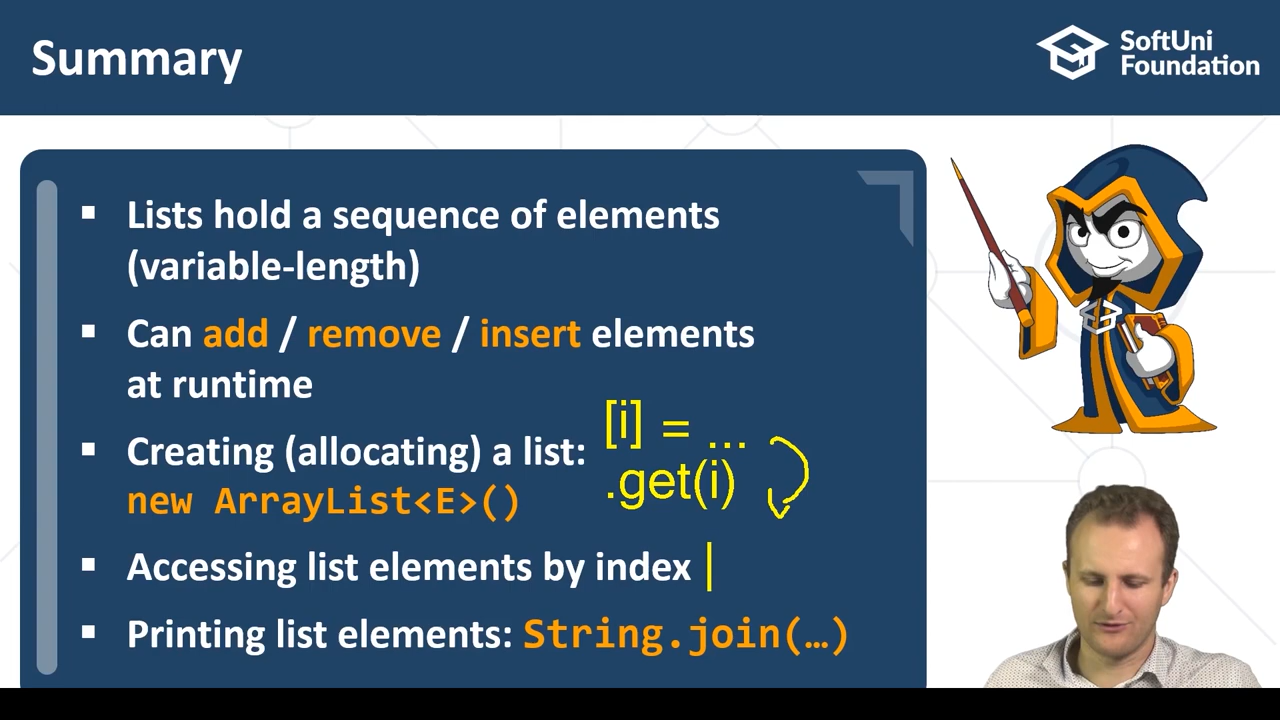 Summary
SoftUni
Foundation
Lists hold a sequence of elements
(variable-length)
Can add / remove / insert elements
at runtime
[i] = ...
Creating (allocating) a list:
.get(i)
new ArrayList<E>()
Accessing list elements by index
Printing list elements: String.join(…)